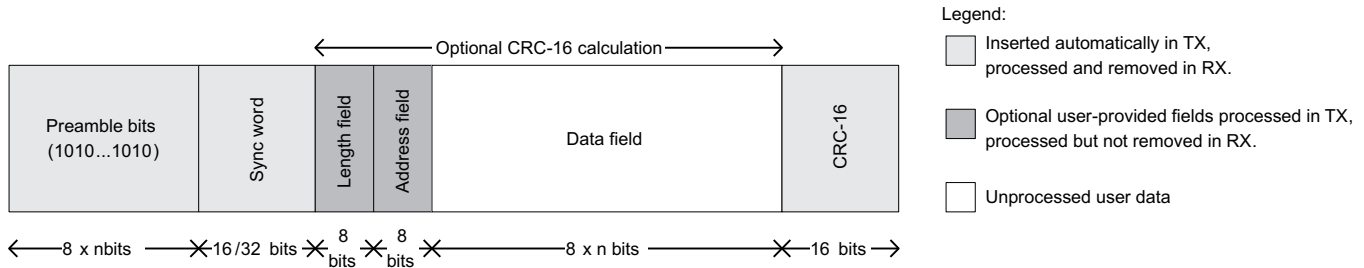 Legend:
Optional CRC-16 calculation
Inserted automatically in TX,
processed and removed in RX.
Preamble bits
(1010...1010)
Sync word
Length field
Address field
Data field
CRC-16
Optional user-provided fields processed in TX,
processed but not removed in RX.
Unprocessed user data
8 x nbits
16/32 bits
8
bits
8
bits
8 x n bits
16 bits